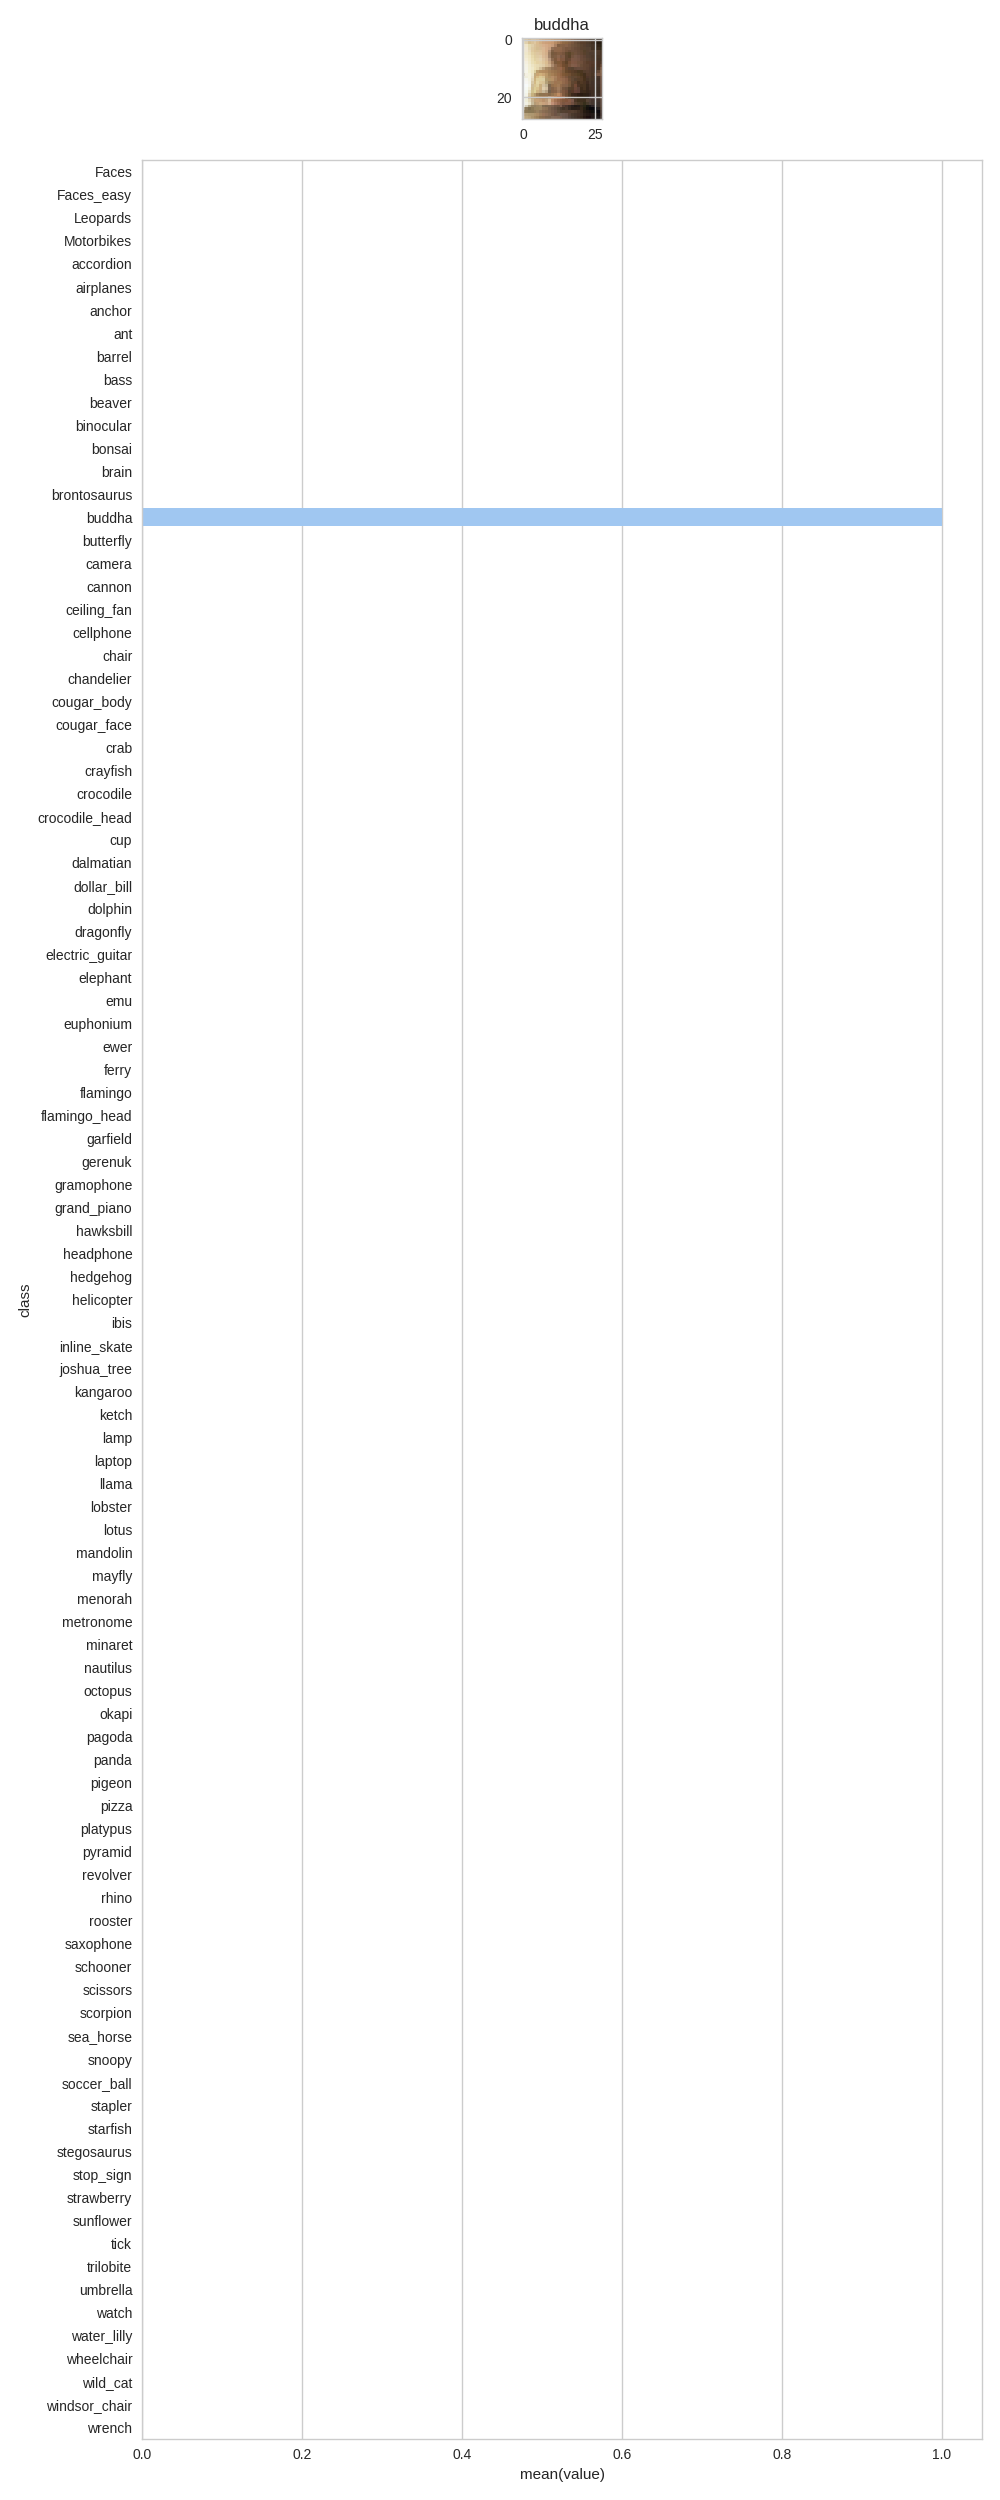 buddha
0
20
0 25
Faces
Faces_easy
Leopards
Motorbikes
accordion
airplanes
anchor
ant
barrel
bass
beaver
binocular
bonsai
brain
brontosaurus
buddha
butterfly
camera
cannon
ceiling_fan
cellphone
chair
chandelier
cougar_body
cougar_face
crab
crayfish
crocodile
crocodile_head
cup
dalmatian
dollar_bill
dolphin
dragonfly
electric_guitar
elephant
emu
euphonium
ewer
ferry
flamingo
flamingo_head
garfield
gerenuk
gramophone
grand_piano
hawksbill
headphone
hedgehog
helicopter
ibis
inline_skate
joshua_tree
kangaroo
ketch
lamp
laptop
llama
lobster
lotus
mandolin
mayfly
menorah
metronome
minaret
nautilus
octopus
okapi
pagoda
panda
pigeon
pizza
platypus
pyramid
revolver
rhino
rooster
saxophone
schooner
scissors
scorpion
sea_horse
snoopy
soccer_ball
stapler
starfish
stegosaurus
stop_sign
strawberry
sunflower
tick
trilobite
umbrella
watch
water_lilly
wheelchair
wild_cat
windsor_chair
wrench
class
0.0 0.2 0.4 0.6 0.8 1.0
mean(value)